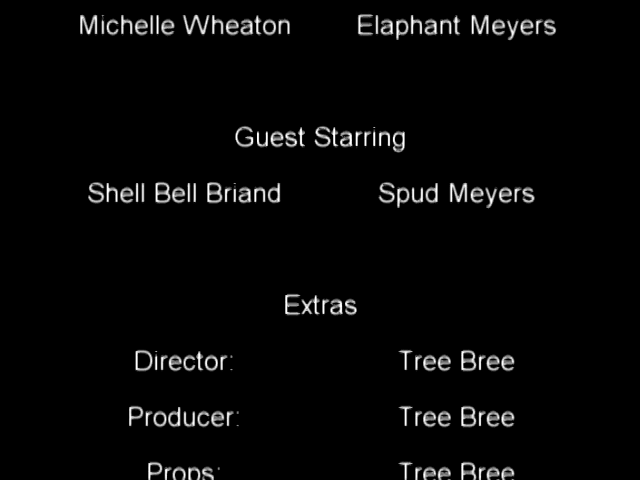 Michelle Wheaton Elaphant Meyers
Guest Starring
Shell Bell Briand Spud Meyers
Extras
Director: Tree Bree
Producer: Tree Bree
Props: Tree Bree